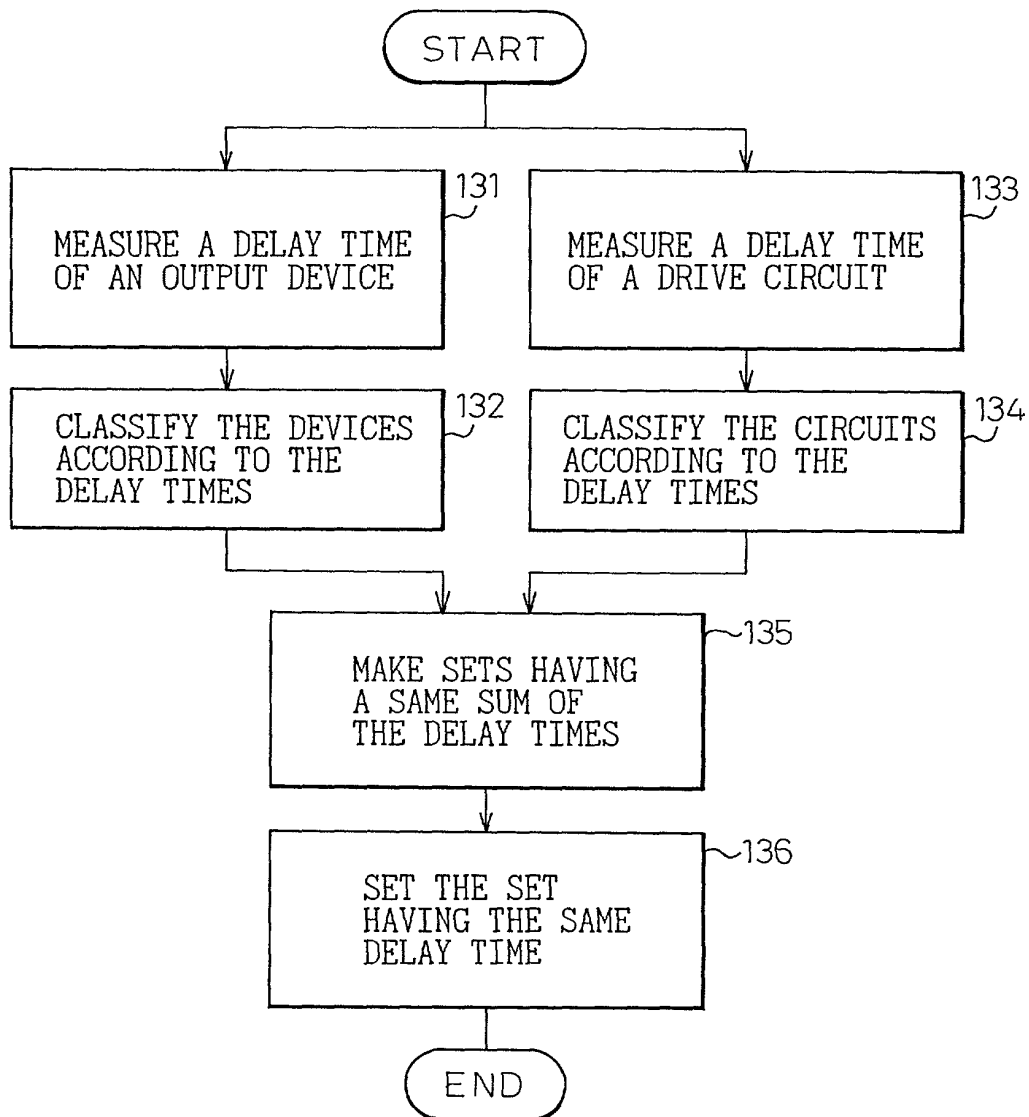 START
131
MEASURE A DELAY TIME
OF AN OUTPUT DEVICE
133
MEASURE A DELAY TIME
OF A DRIVE CIRCUIT
132
CLASSIFY THE DEVICES
ACCORDING TO THE
DELAY TIMES
134
CLASSIFY THE CIRCUITS
ACCORDING TO THE
DELAY TIMES
135
MAKE SETS HAVING
A SAME SUM OF
THE DELAY TIMES
136
SET THE SET
HAVING THE SAME
DELAY TIME
END